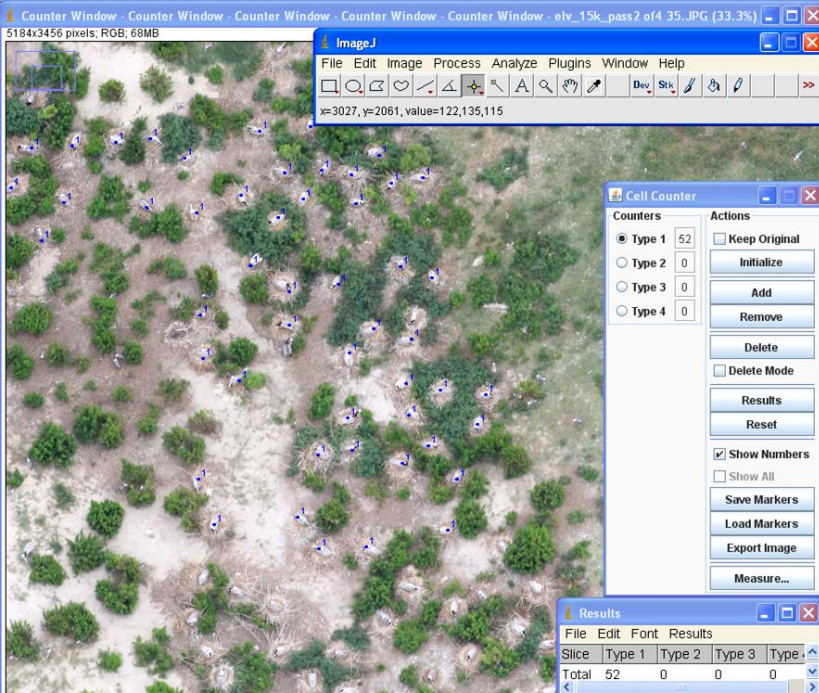 Counter Window - Counter Window - Counter Window - Counter Window - Counter Window - elv_15k_pass2 of4 35.JPG (33.3%)
5184x3456 pixels; RGB; 68MB
ImageJ
File Edit Image Process Analyze Plugins Window Help
A Dev Stk >>
x=3027, y=2061, value=122,135,115
Cell Counter
Counters Actions
Type 1 52 Keep Original
Type 2 0 Initialize
Type 3 0 Add
Type 4 0 Remove
Delete
Delete Mode
Results
Reset
Show Numbers
Show All
Save Markers
Load Markers
Export Image
Measure...
Results
File Edit Font Results
Slice Type 1 Type 2 Type 3 Type
Total 52 0 0 0